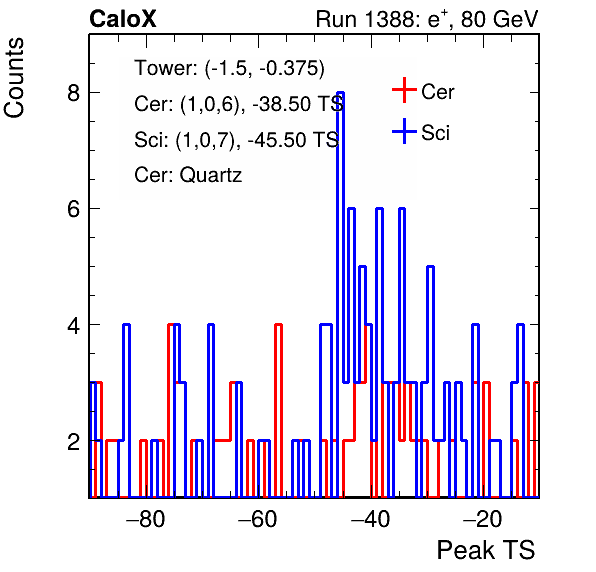 CaloX Run 1388: e⁺, 80 GeV
Counts
Tower: (-1.5, -0.375)
Cer: (1,0,6), -38.50 TS
Sci: (1,0,7), -45.50 TS
Cer: Quartz
Cer
Sci
8
6
4
2
−80 −60 −40 −20
Peak TS